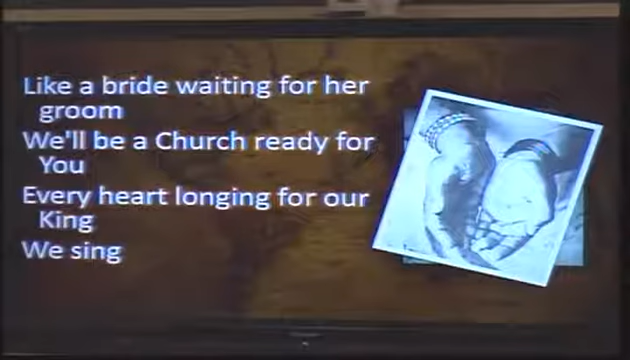 Like a bride waiting for her
groom
We'll be a Church ready for
You
Every heart longing for our
King
We sing